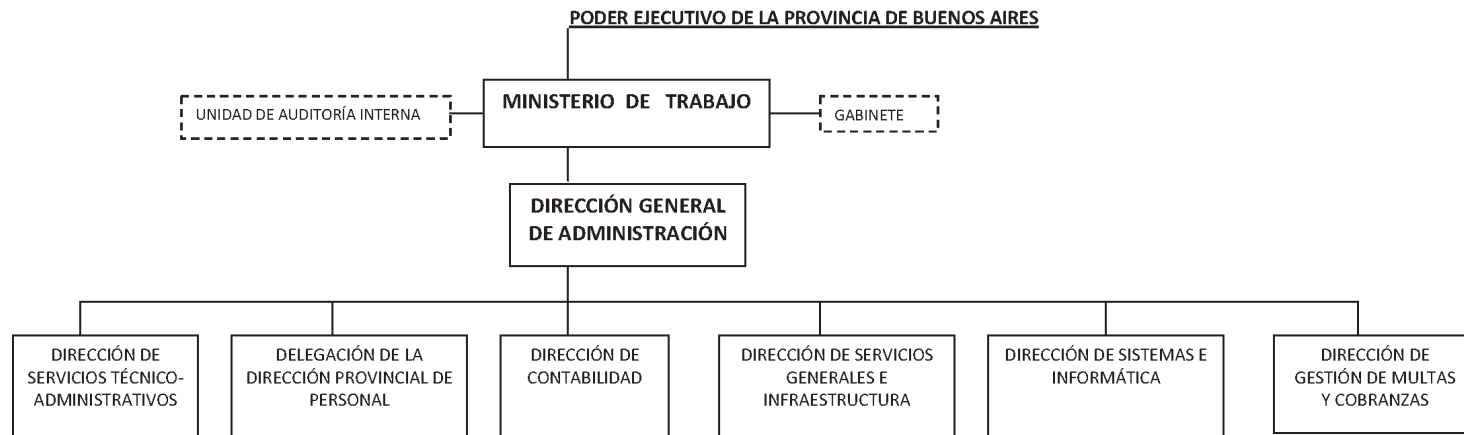 PODER EJECUTIVO DE LA PROVINCIA DE BUENOS AIRES
UNIDAD DE AUDITORÍA INTERNA
MINISTERIO DE TRABAJO
GABINETE
DIRECCIÓN GENERAL
DE ADMINISTRACIÓN
DIRECCIÓN DE
SERVICIOS TÉCNICO-
ADMINISTRATIVOS
DELEGACIÓN DE LA
DIRECCIÓN PROVINCIAL DE
PERSONAL
DIRECCIÓN DE
CONTABILIDAD
DIRECCIÓN DE SERVICIOS
GENERALES E
INFRAESTRUCTURA
DIRECCIÓN DE SISTEMAS E
INFORMÁTICA
DIRECCIÓN DE
GESTIÓN DE MULTAS
Y COBRANZAS